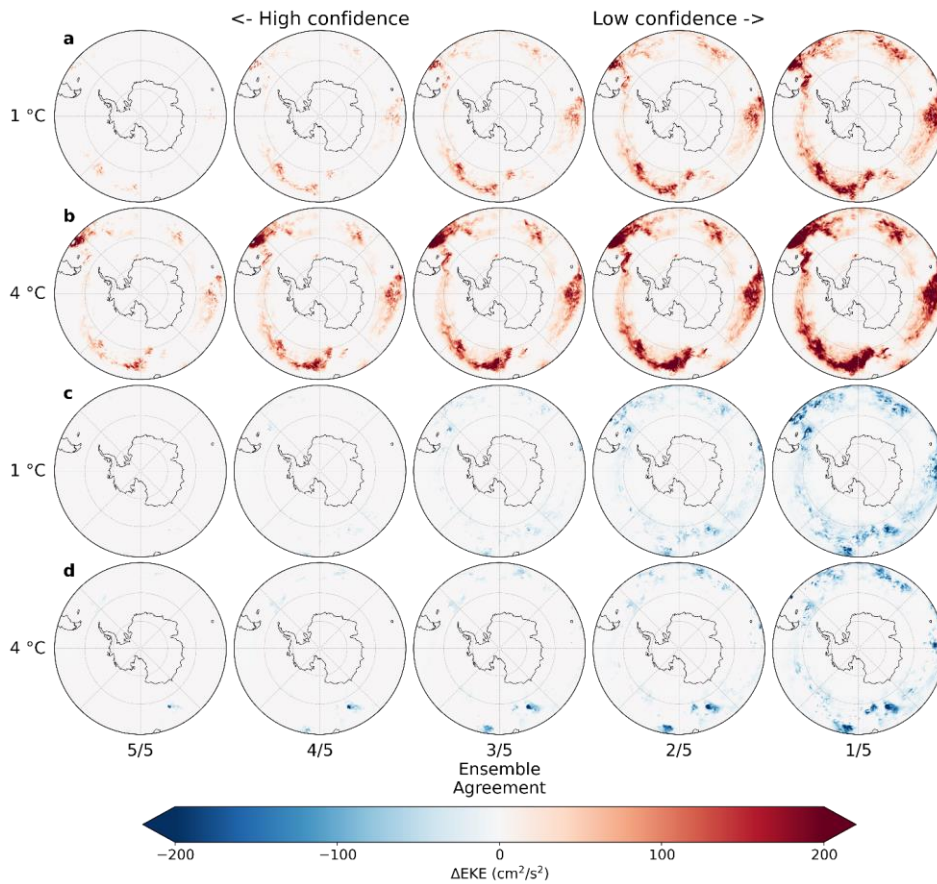 <- High confidence Low confidence ->
a
1 °C
b
4 °C
c
1 °C
d
4 °C
5/5 4/5 3/5 2/5 1/5
Ensemble
Agreement
−200 −100 0 100 200
ΔEKE (cm²/s²)